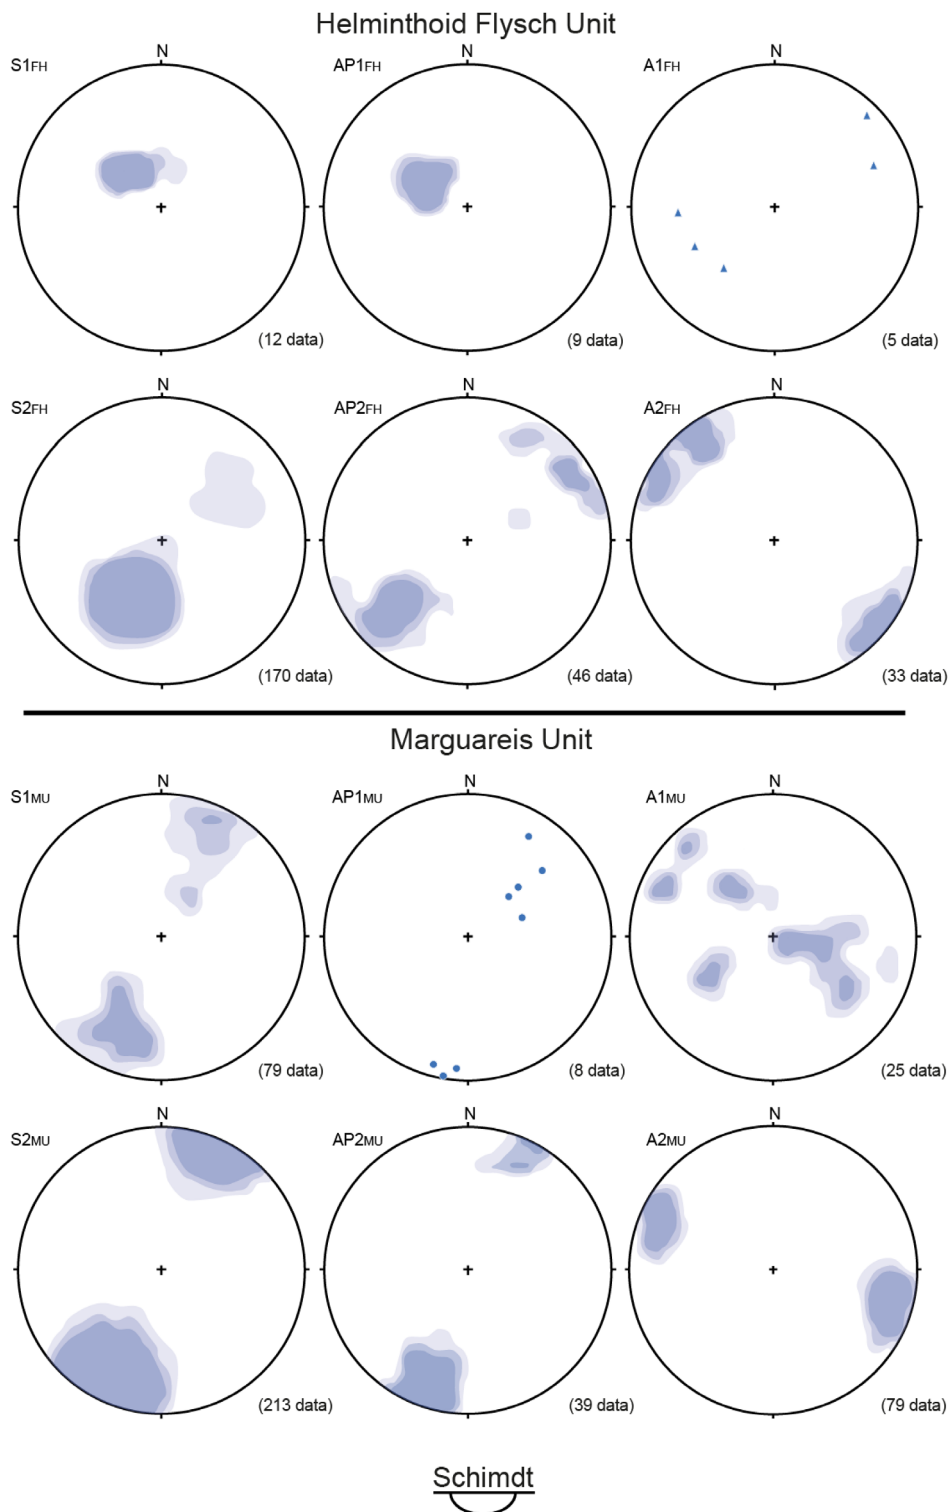 Helminthoid Flysch Unit
N N N
S1FH AP1FH A1FH
(12 data) (9 data) (5 data)
N N N
S2FH AP2FH A2FH
(170 data) (46 data) (33 data)
Marguareis Unit
N N N
S1MU AP1MU A1MU
(79 data) (8 data) (25 data)
N N N
S2MU AP2MU A2MU
(213 data) (39 data) (79 data)
Schimdt